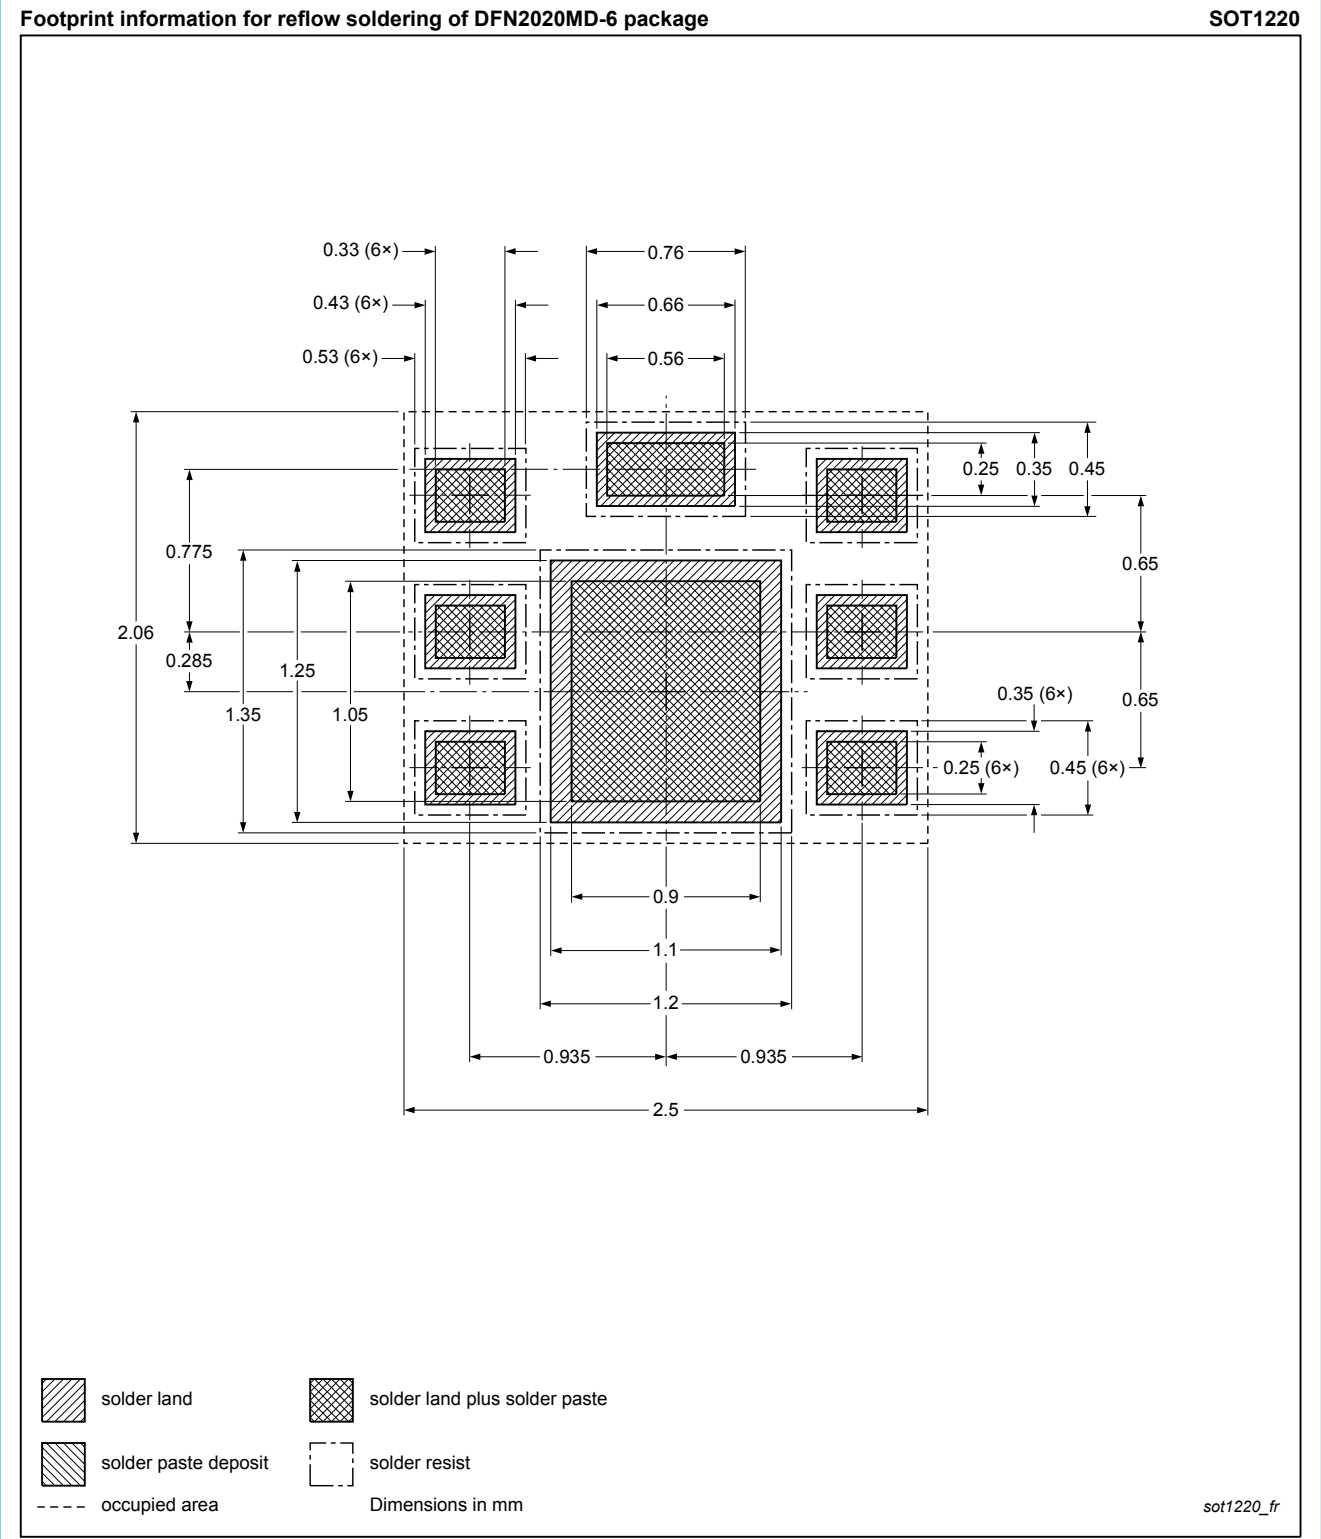 Footprint information for reflow soldering of DFN2020MD-6 package SOT1220
0.33 (6×) 0.76
0.43 (6×) 0.66
0.53 (6×) 0.56
0.25 0.35 0.45
0.775
0.65
2.06
0.285
1.25
0.35 (6×)
0.65
1.35 1.05
0.25 (6×) 0.45 (6×)
0.9
1.1
1.2
0.935 0.935
2.5
solder land solder land plus solder paste
solder paste deposit solder resist
occupied area Dimensions in mm sot1220_fr